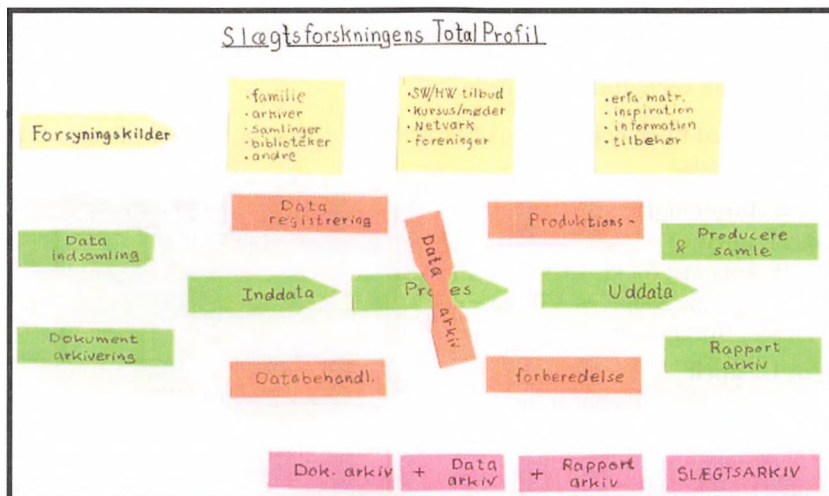 Slægtsforskningens Total Profil
Forsyningskilder
• familie
• arkiver
• samlinger
• biblioteker
• andre
• SW/HW tilbud
• kursus/møder
• Netværk
• foreninger
• erfa matr.
• inspiration
• information
• tilbehør
Data
registrering
Produktions-
Data
indsamling
Data
arkiv
& Producere
samle
Inddata
Uddata
Dokument
arkivering
Databehandl.
forberedelse
Rapport
arkiv
Dok. arkiv + Data
arkiv
+ Rapport
arkiv
SLÆGTSARKIV